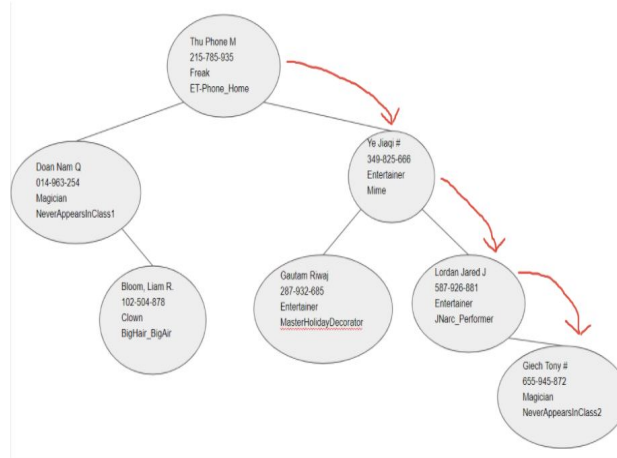 Thu Phone M
215-785-935
Freak
ET-Phone_Home
Doan Nam Q
014-963-254
Magician
NeverAppearsInClass1
Ye Jiaqi #
349-825-666
Entertainer
Mime
Bloom, Liam R.
102-504-878
Clown
BigHair_BigAir
Gautam Riwaj
287-932-685
Entertainer
MasterHolidayDecorator
Lordan Jared J
587-926-881
Entertainer
JNarc_Performer
Giech Tony #
655-945-872
Magician
NeverAppearsInClass2